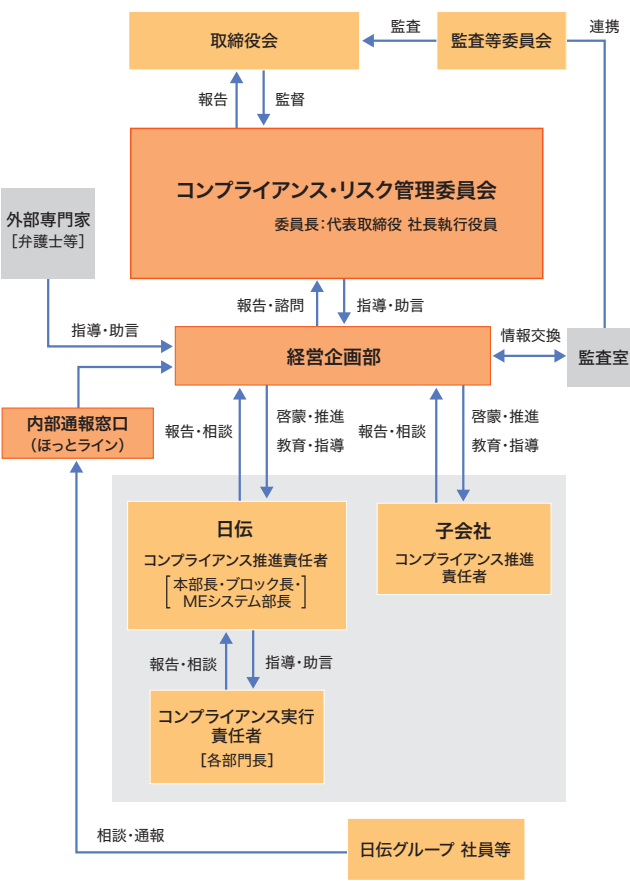 取締役会
監査
監査等委員会
連携
報告
監督
コンプライアンス・リスク管理委員会
委員長：代表取締役 社長執行役員
外部専門家
［弁護士等］
報告・諮問
指導・助言
指導・助言
経営企画部
情報交換
監査室
内部通報窓口
（ほっとライン）
報告・相談
啓蒙・推進
教育・指導
報告・相談
啓蒙・推進
教育・指導
日伝
コンプライアンス推進責任者
［本部長・ブロック長・
MEシステム部長］
子会社
コンプライアンス推進
責任者
報告・相談
指導・助言
コンプライアンス実行
責任者
［各部門長］
相談・通報
日伝グループ 社員等